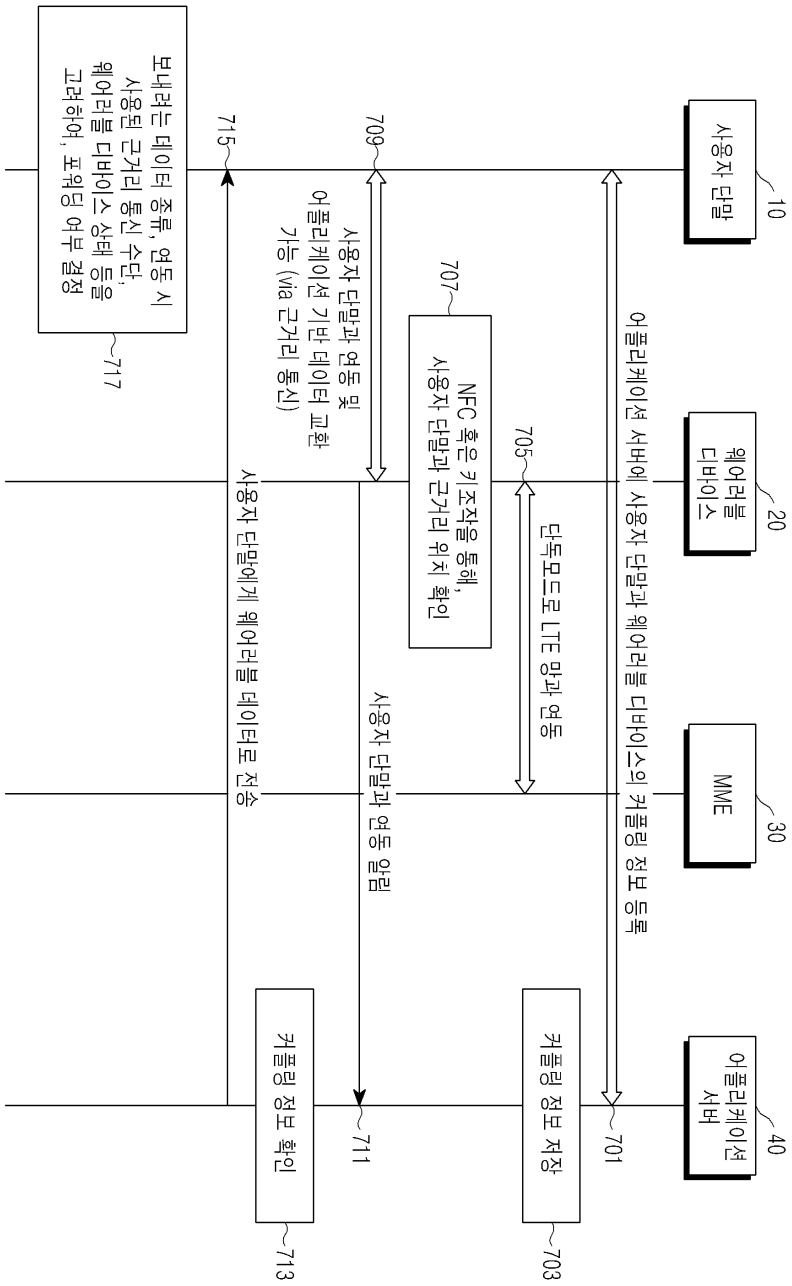 10
사용자 단말
20
웨어러블
디바이스
30
MME
40
어플리케이션
서버
어플리케이션 서버에 사용자 단말과 웨어러블 디바이스의 커플링 정보 등록
701
커플링 정보 저장
703
705
단독모드로 LTE 망과 연동
707
NFC 혹은 키조작을 통해,
사용자 단말과 근거리 위치 확인
709
사용자 단말과 연동 및
어플리케이션 기반 데이터 교환
가능 (via 근거리 통신)
사용자 단말과 연동 알림
711
커플링 정보 확인
713
715
사용자 단말에게 웨어러블 데이터로 전송
보내려는 데이터 종류, 연동 시
사용된 근거리 통신 수단,
웨어러블 디바이스 상태 등을
고려하여, 포워딩 여부 결정
717